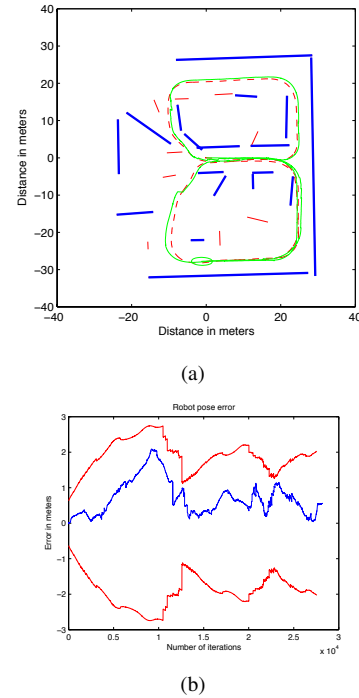 40
30
20
10
0
−10
−20
−30
−40
Distance in meters
−40 −20 0 20 40
Distance in meters
(a)
Robot pose error
3
2
1
0
−1
−2
−3
Error in meters
0 0.5 1 1.5 2 2.5 3
Number of iterations
x 10⁴
(b)